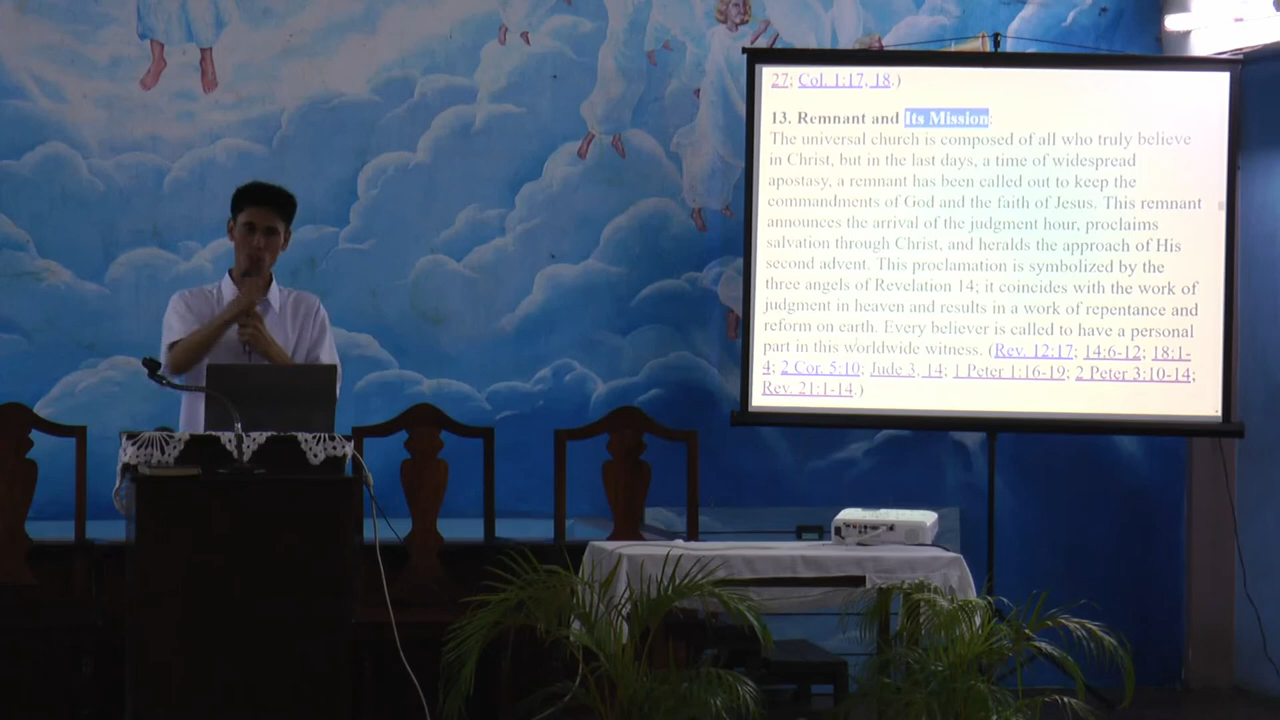 27; Col. 1:17, 18.)
13. Remnant and Its Mission:
The universal church is composed of all who truly believe
in Christ, but in the last days, a time of widespread
apostasy, a remnant has been called out to keep the
commandments of God and the faith of Jesus. This remnant
announces the arrival of the judgment hour, proclaims
salvation through Christ, and heralds the approach of His
second advent. This proclamation is symbolized by the
three angels of Revelation 14; it coincides with the work of
judgment in heaven and results in a work of repentance and
reform on earth. Every believer is called to have a personal
part in this worldwide witness. (Rev. 12:17; 14:6-12; 18:1-
4; 2 Cor. 5:10; Jude 3, 14; 1 Peter 1:16-19; 2 Peter 3:10-14;
Rev. 21:1-14.)